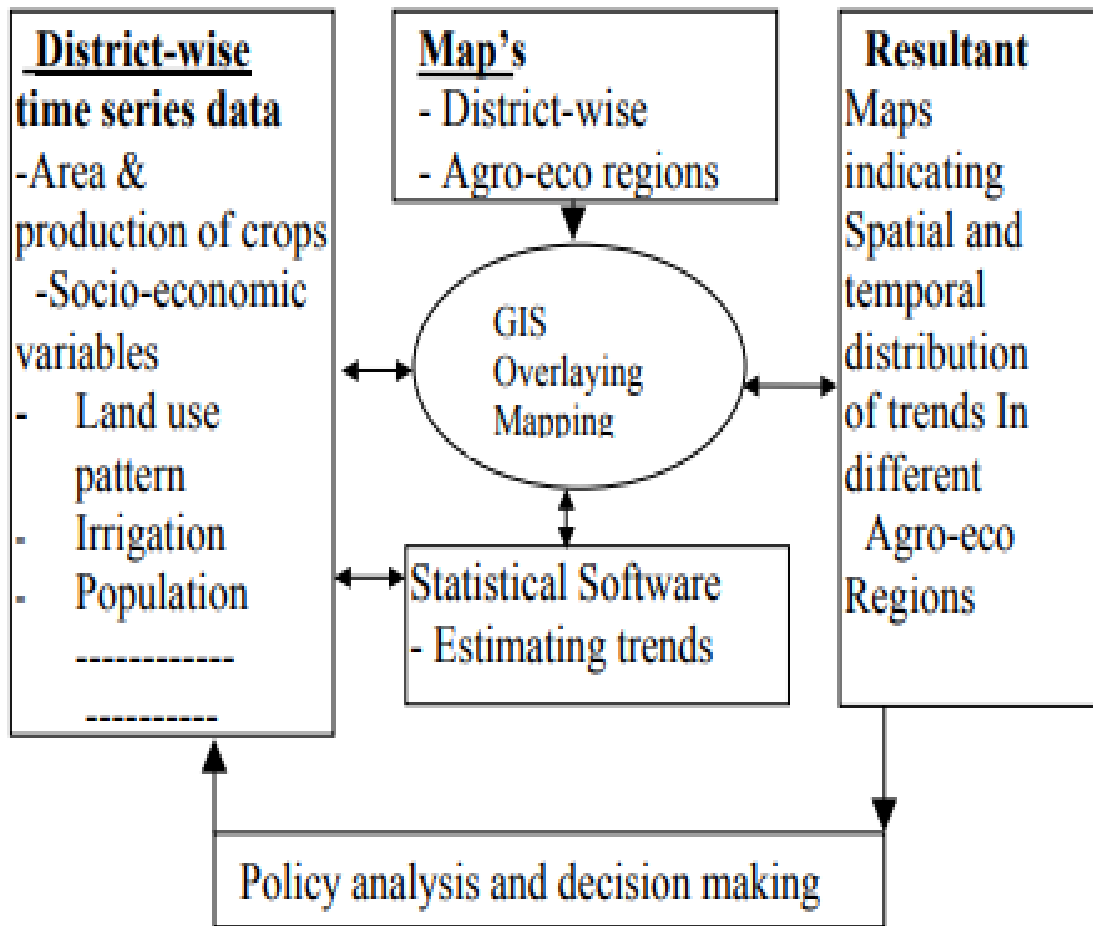 District-wise
time series data
-Area &
production of crops
-Socio-economic
variables
- Land use
pattern
- Irrigation
- Population
------------
----------
Map's
- District-wise
- Agro-eco regions
GIS
Overlaying
Mapping
Statistical Software
- Estimating trends
Resultant
Maps
indicating
Spatial and
temporal
distribution
of trends In
different
Agro-eco
Regions
Policy analysis and decision making